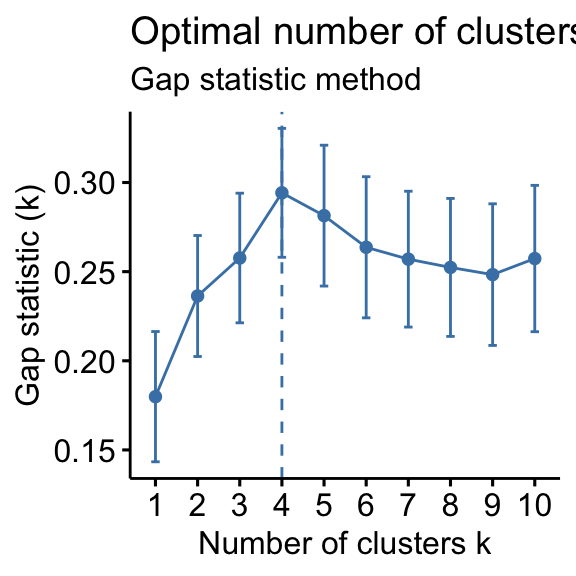 Optimal number of clusters
Gap statistic method
Gap statistic (k)
0.30
0.25
0.20
0.15
1 2 3 4 5 6 7 8 9 10
Number of clusters k